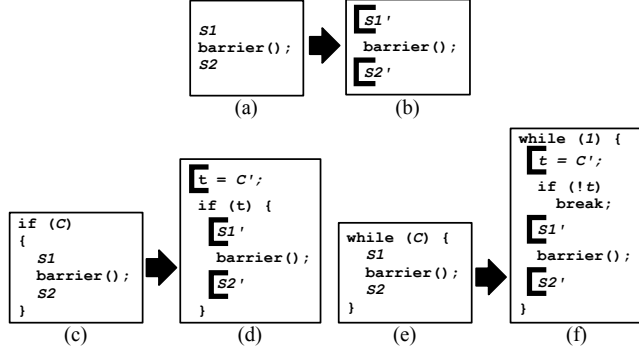 S1
barrier();
S2
(a)
S1'
barrier();
S2'
(b)
if (C)
{
S1
barrier();
S2
}
(c)
t = C';
if (t) {
S1'
barrier();
S2'
}
(d)
while (C) {
S1
barrier();
S2
}
(e)
while (1) {
t = C';
if (!t)
break;
S1'
barrier();
S2'
}
(f)